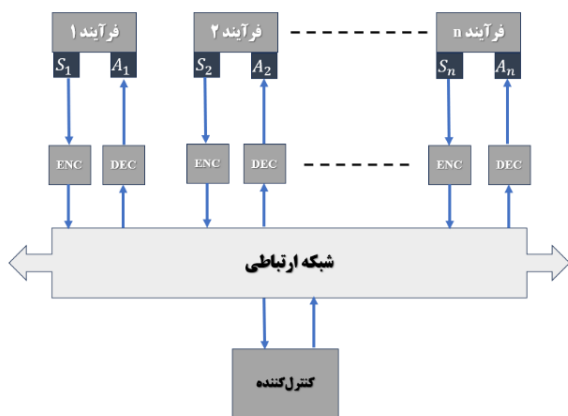 فرآیند ۱
فرآیند ۲
فرآیند n
S₁ A₁
S₂ A₂
Sₙ Aₙ
ENC DEC
ENC DEC
ENC DEC
شبکه ارتباطی
کنترل‌کننده